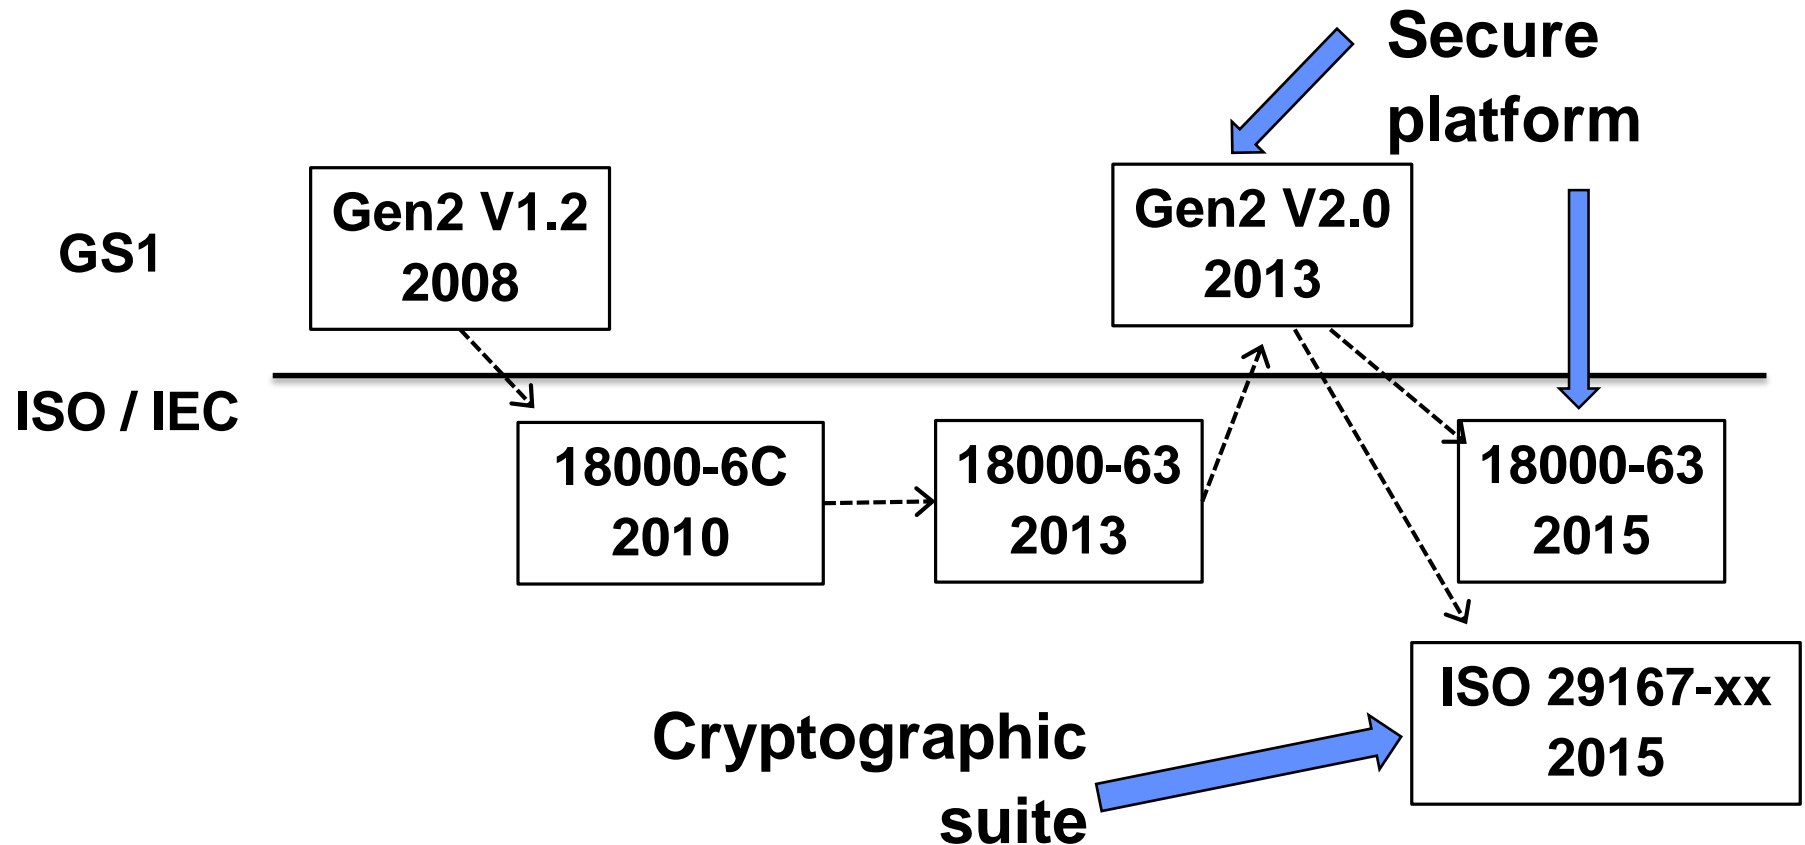 Secure
platform
GS1
Gen2 V1.2
2008
Gen2 V2.0
2013
ISO / IEC
18000-6C
2010
18000-63
2013
18000-63
2015
ISO 29167-xx
2015
Cryptographic
suite